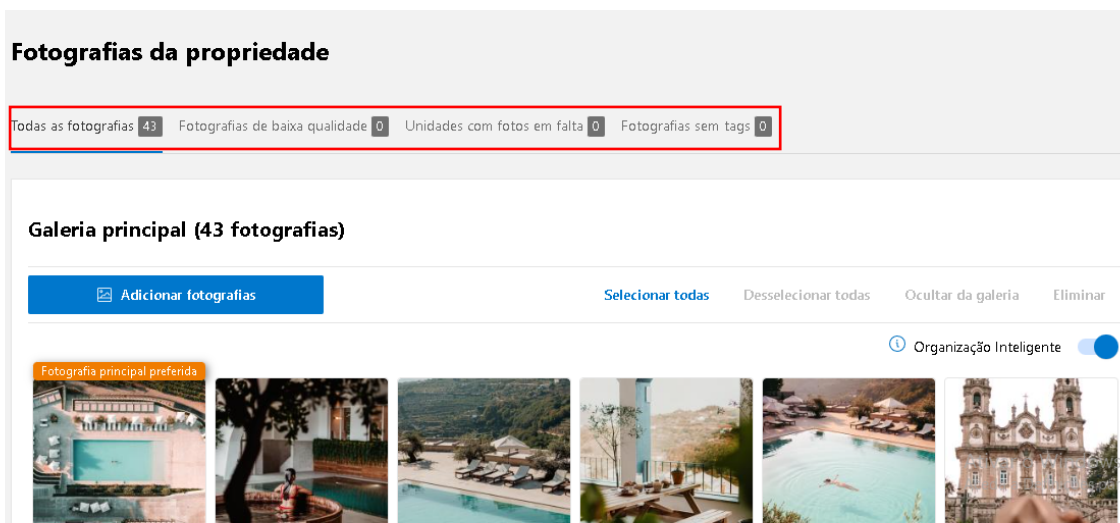 Fotografias da propriedade
Todas as fotografias 43 Fotografias de baixa qualidade 0 Unidades com fotos em falta 0 Fotografias sem tags 0
Galeria principal (43 fotografias)
Adicionar fotografias Selecionar todas Desselecionar todas Ocultar da galeria Eliminar
Organização Inteligente
Fotografia principal preferida